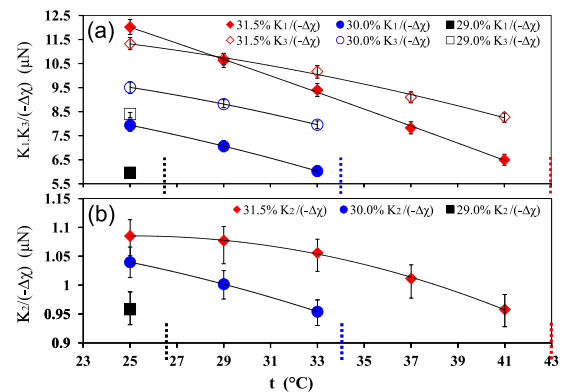 (a)
31.5% K₁/(-Δχ) 30.0% K₁/(-Δχ) 29.0% K₁/(-Δχ)
31.5% K₃/(-Δχ) 30.0% K₃/(-Δχ) 29.0% K₃/(-Δχ)
K₁K₃/(-Δχ) (μN)
12.5
11.5
10.5
9.5
8.5
7.5
6.5
5.5
(b)
31.5% K₂/(-Δχ) 30.0% K₂/(-Δχ) 29.0% K₂/(-Δχ)
K₂/(-Δχ) (μN)
1.15
1.1
1.05
1
0.95
0.9
23 25 27 29 31 33 35 37 39 41 43
t (°C)